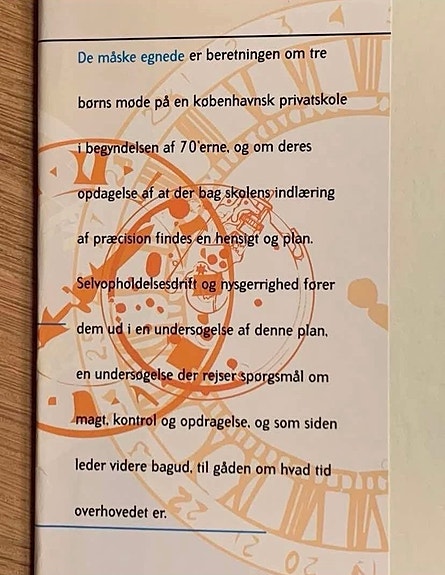 De måske egnede er beretningen om tre
børns møde på en københavnsk privatskole
i begyndelsen af 70'erne, og om deres
opdagelse af at der bag skolens indlæring
af præcision findes en hensigt og plan.
Selvopholdelsesdrift og nysgerrighed fører
dem ud i en undersøgelse af denne plan,
en undersøgelse der rejser spørgsmål om
magt, kontrol og opdragelse, og som siden
leder videre bagud, til gåden om hvad tid
overhovedet er.